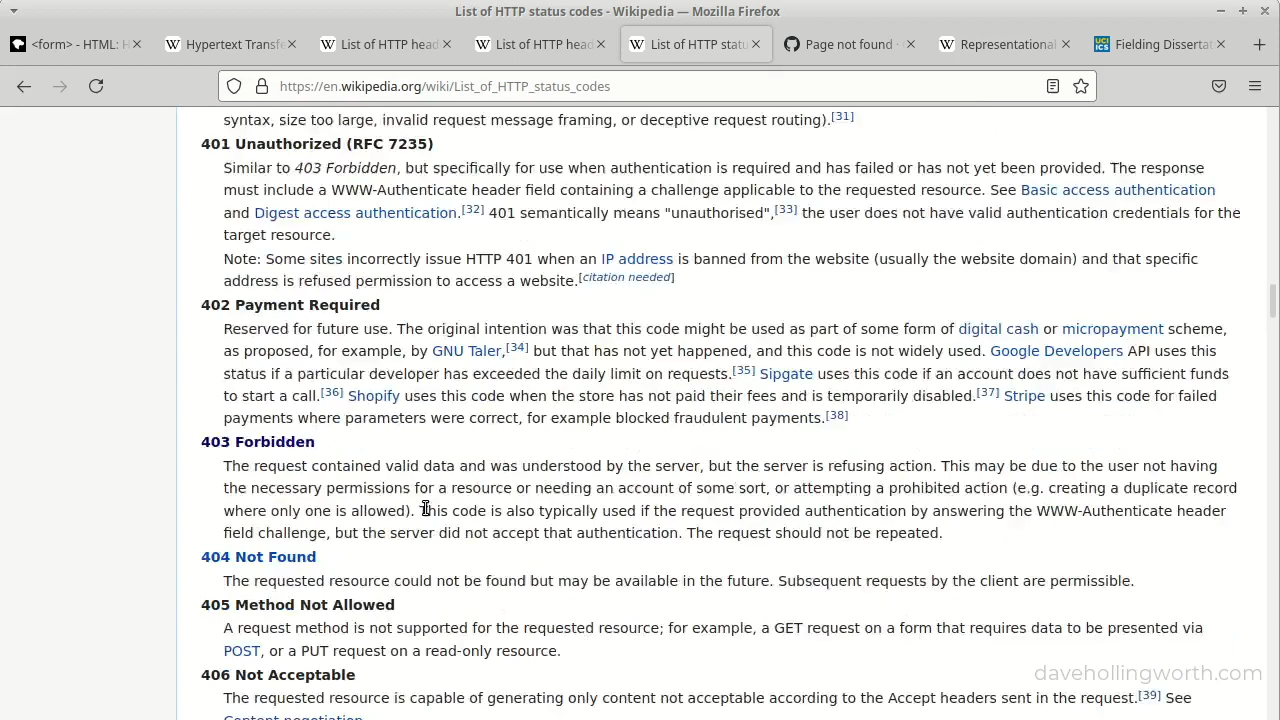 List of HTTP status codes - Wikipedia — Mozilla Firefox
<form> - HTML: H
Hypertext Transfe
List of HTTP head
List of HTTP head
List of HTTP statu
Page not found ·
Representational
UCI ICS
Fielding Dissertat
https://en.wikipedia.org/wiki/List_of_HTTP_status_codes
syntax, size too large, invalid request message framing, or deceptive request routing).[31]
401 Unauthorized (RFC 7235)
Similar to 403 Forbidden, but specifically for use when authentication is required and has failed or has not yet been provided. The response
must include a WWW-Authenticate header field containing a challenge applicable to the requested resource. See Basic access authentication
and Digest access authentication.[32] 401 semantically means "unauthorised",[33] the user does not have valid authentication credentials for the
target resource.
Note: Some sites incorrectly issue HTTP 401 when an IP address is banned from the website (usually the website domain) and that specific
address is refused permission to access a website.[citation needed]
402 Payment Required
Reserved for future use. The original intention was that this code might be used as part of some form of digital cash or micropayment scheme,
as proposed, for example, by GNU Taler,[34] but that has not yet happened, and this code is not widely used. Google Developers API uses this
status if a particular developer has exceeded the daily limit on requests.[35] Sipgate uses this code if an account does not have sufficient funds
to start a call.[36] Shopify uses this code when the store has not paid their fees and is temporarily disabled.[37] Stripe uses this code for failed
payments where parameters were correct, for example blocked fraudulent payments.[38]
403 Forbidden
The request contained valid data and was understood by the server, but the server is refusing action. This may be due to the user not having
the necessary permissions for a resource or needing an account of some sort, or attempting a prohibited action (e.g. creating a duplicate record
where only one is allowed). This code is also typically used if the request provided authentication by answering the WWW-Authenticate header
field challenge, but the server did not accept that authentication. The request should not be repeated.
404 Not Found
The requested resource could not be found but may be available in the future. Subsequent requests by the client are permissible.
405 Method Not Allowed
A request method is not supported for the requested resource; for example, a GET request on a form that requires data to be presented via
POST, or a PUT request on a read-only resource.
406 Not Acceptable
The requested resource is capable of generating only content not acceptable according to the Accept headers sent in the request.[39] See
Content negotiation.
davehollingworth.com